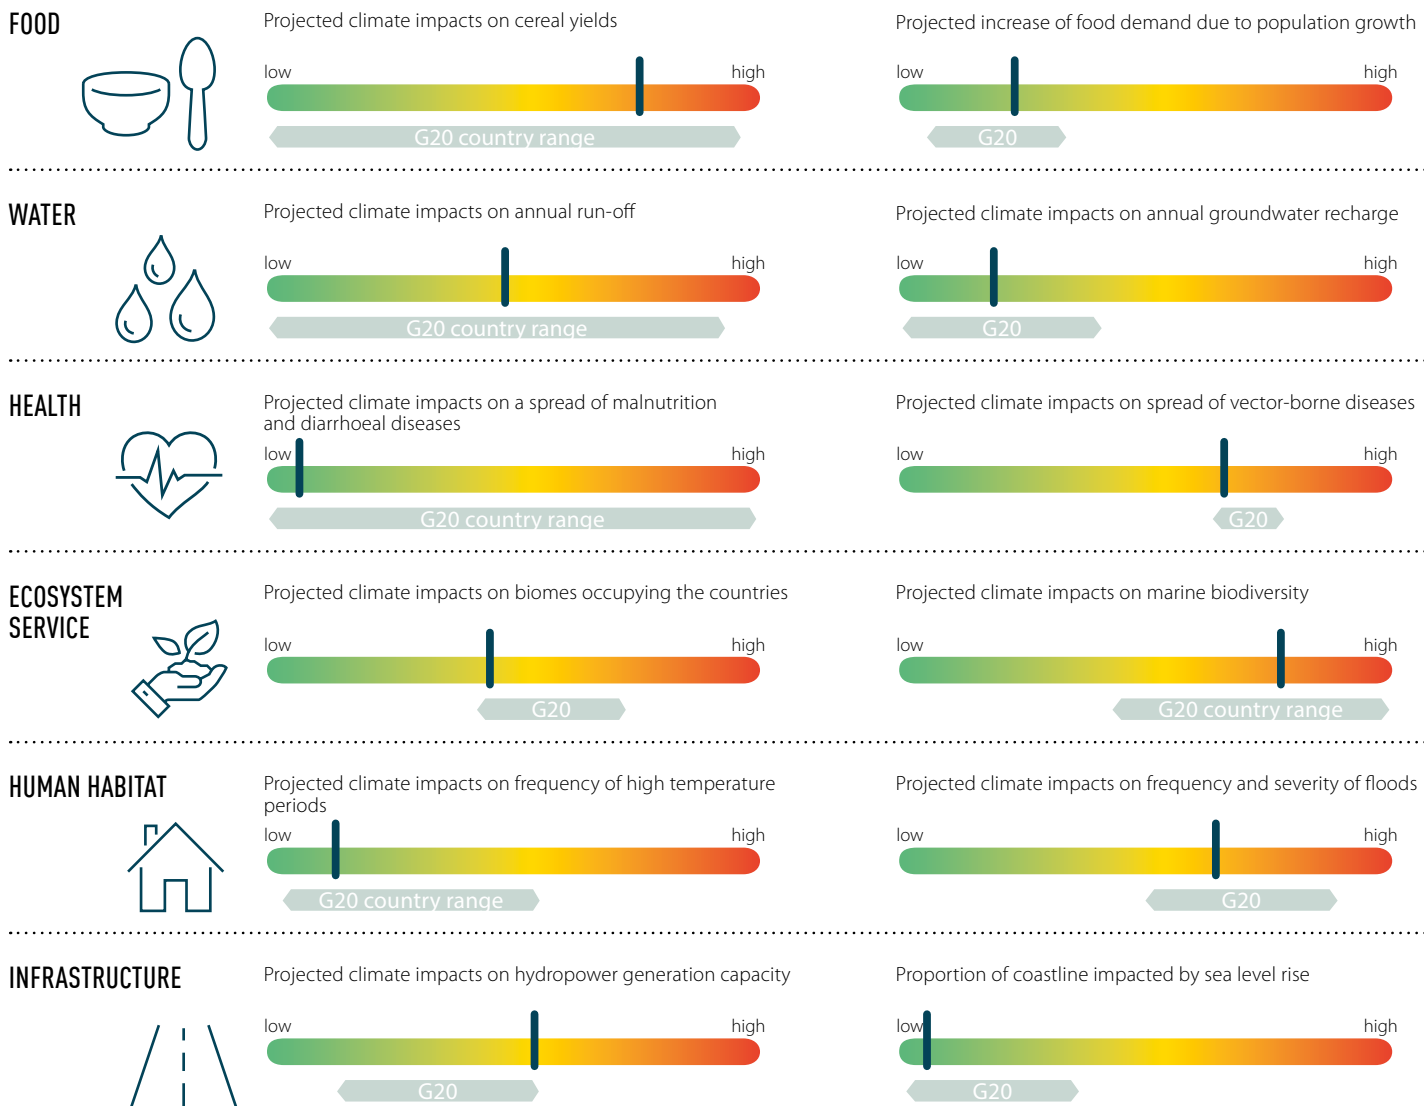 FOOD
Projected climate impacts on cereal yields
low high
G20 country range
Projected increase of food demand due to population growth
low high
G20
WATER
Projected climate impacts on annual run-off
low high
G20 country range
Projected climate impacts on annual groundwater recharge
low high
G20
HEALTH
Projected climate impacts on a spread of malnutrition
and diarrhoeal diseases
low high
G20 country range
Projected climate impacts on spread of vector-borne diseases
low high
G20
ECOSYSTEM
SERVICE
Projected climate impacts on biomes occupying the countries
low high
G20
Projected climate impacts on marine biodiversity
low high
G20 country range
HUMAN HABITAT
Projected climate impacts on frequency of high temperature
periods
low high
G20 country range
Projected climate impacts on frequency and severity of floods
low high
G20
INFRASTRUCTURE
Projected climate impacts on hydropower generation capacity
low high
G20
Proportion of coastline impacted by sea level rise
low high
G20